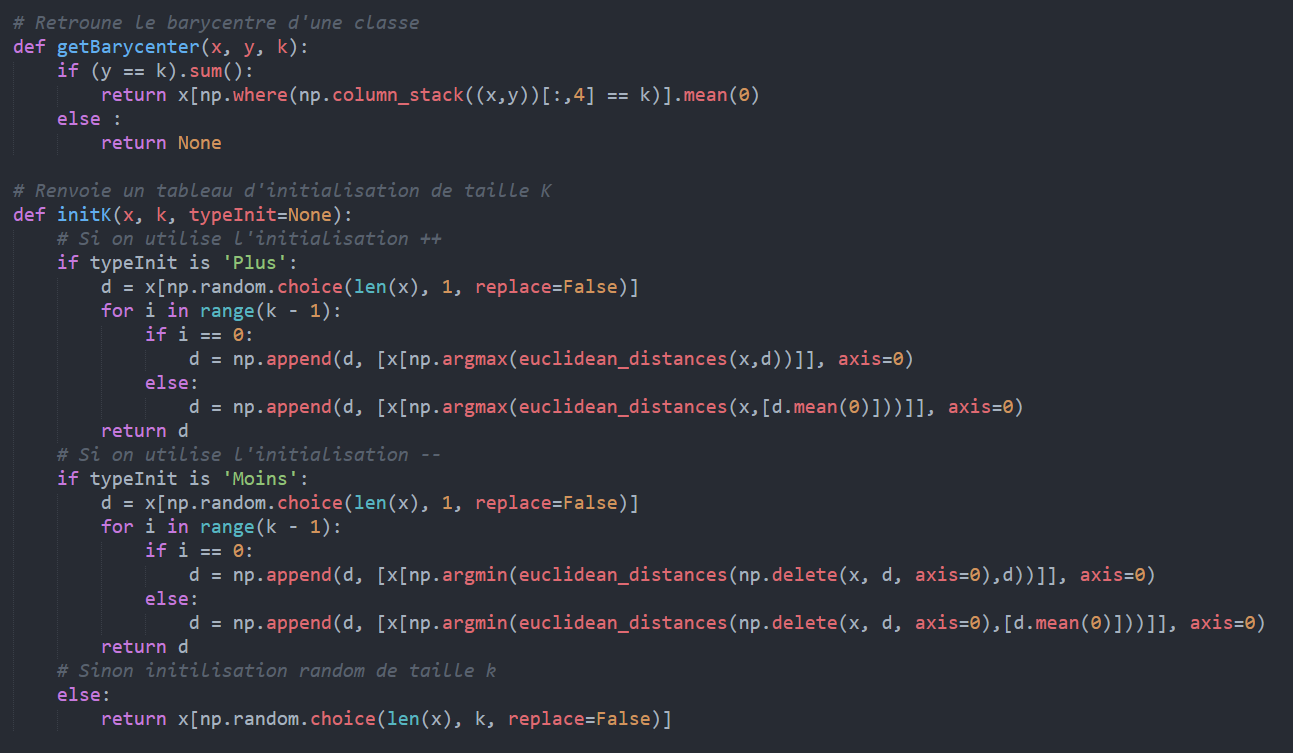 # Retroune le barycentre d'une classe
def getBarycenter(x, y, k):
    if (y == k).sum():
        return x[np.where(np.column_stack((x,y))[:,4] == k)].mean(0)
    else :
        return None

# Renvoie un tableau d'initialisation de taille K
def initK(x, k, typeInit=None):
    # Si on utilise l'initialisation ++
    if typeInit is 'Plus':
        d = x[np.random.choice(len(x), 1, replace=False)]
        for i in range(k - 1):
            if i == 0:
                d = np.append(d, [x[np.argmax(euclidean_distances(x,d))]], axis=0)
            else:
                d = np.append(d, [x[np.argmax(euclidean_distances(x,[d.mean(0)]))]], axis=0)
        return d
    # Si on utilise l'initialisation --
    if typeInit is 'Moins':
        d = x[np.random.choice(len(x), 1, replace=False)]
        for i in range(k - 1):
            if i == 0:
                d = np.append(d, [x[np.argmin(euclidean_distances(np.delete(x, d, axis=0),d))]], axis=0)
            else:
                d = np.append(d, [x[np.argmin(euclidean_distances(np.delete(x, d, axis=0),[d.mean(0)]))]], axis=0)
        return d
    # Sinon initilisation random de taille k
    else:
        return x[np.random.choice(len(x), k, replace=False)]